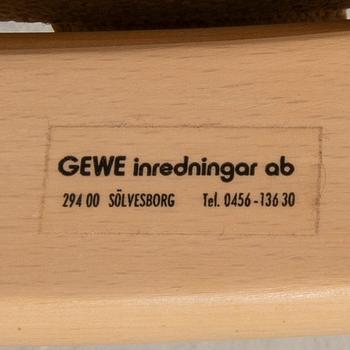 GEWE inredningar ab
294 00 SÖLVESBORG Tel. 0456-136 30